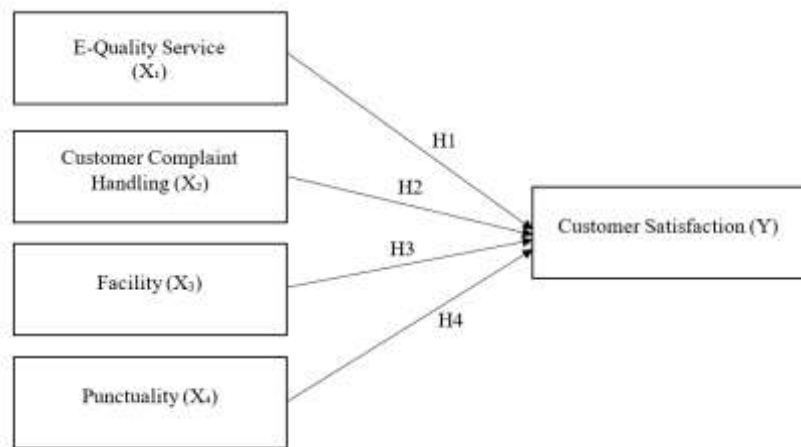 E-Quality Service
(X₁)
H1
Customer Complaint
Handling (X₂)
H2
Customer Satisfaction (Y)
H3
Facility (X₃)
H4
Punctuality (X₄)